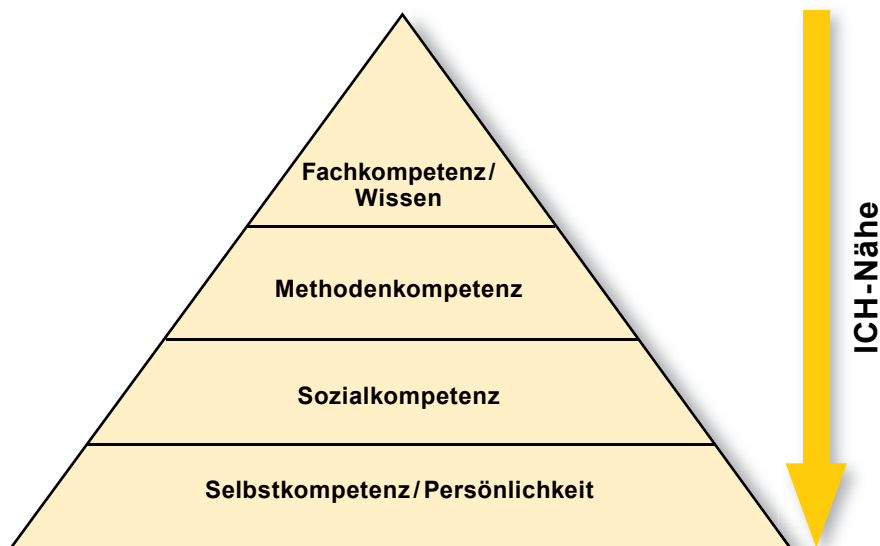 Fachkompetenz/
Wissen
Methodenkompetenz
Sozialkompetenz
Selbstkompetenz/Persönlichkeit
ICH-Nähe